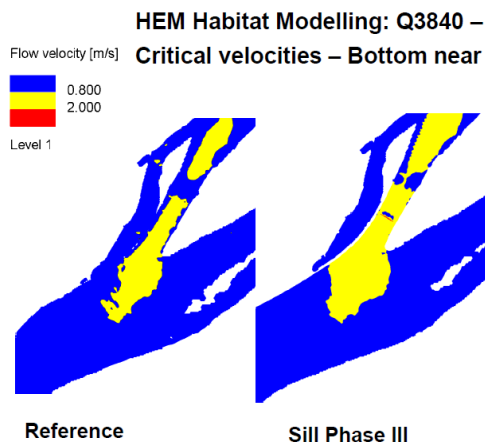 HEM Habitat Modelling: Q3840 –
Critical velocities – Bottom near
Flow velocity [m/s]
0.800
2.000
Level 1
Reference
Sill Phase III